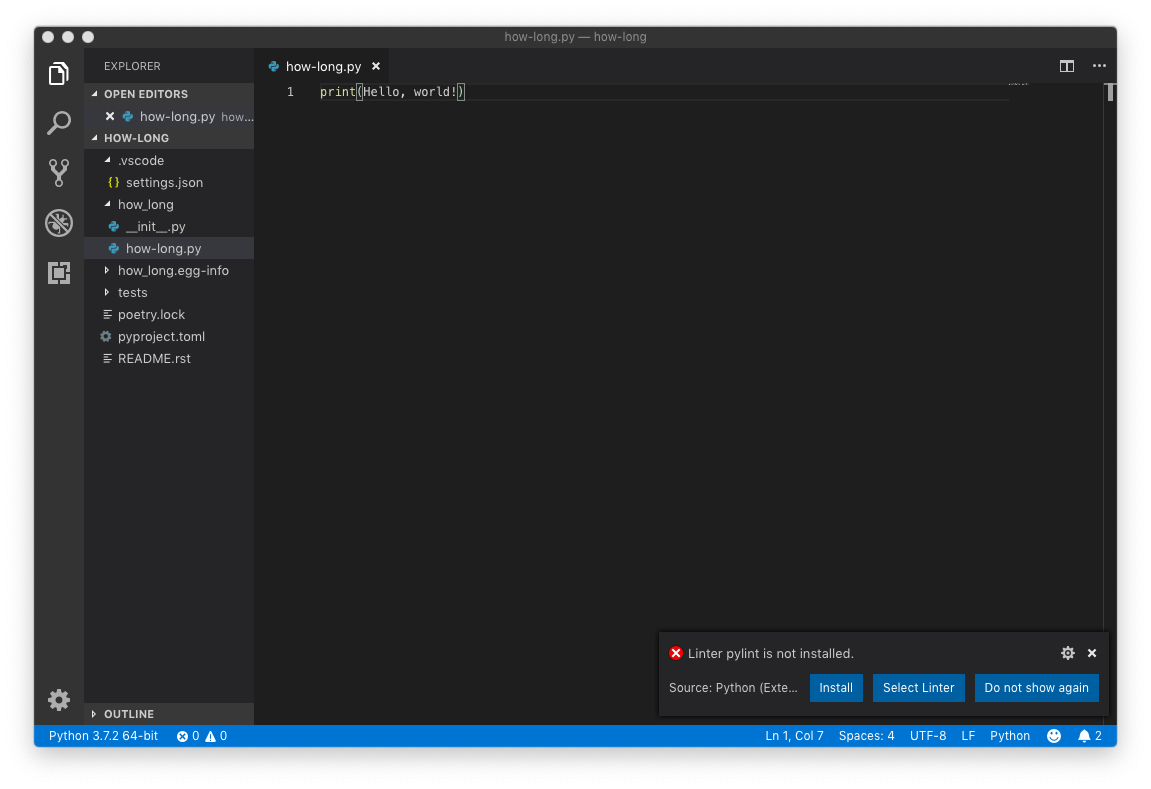 how-long.py — how-long
EXPLORER
OPEN EDITORS
how-long.py how...
HOW-LONG
.vscode
{} settings.json
how_long
__init__.py
how-long.py
how_long.egg-info
tests
poetry.lock
pyproject.toml
README.rst
OUTLINE
how-long.py
1 print(Hello, world!)
Linter pylint is not installed.
Source: Python (Exte... Install Select Linter Do not show again
Python 3.7.2 64-bit 0 0 Ln 1, Col 7 Spaces: 4 UTF-8 LF Python 2